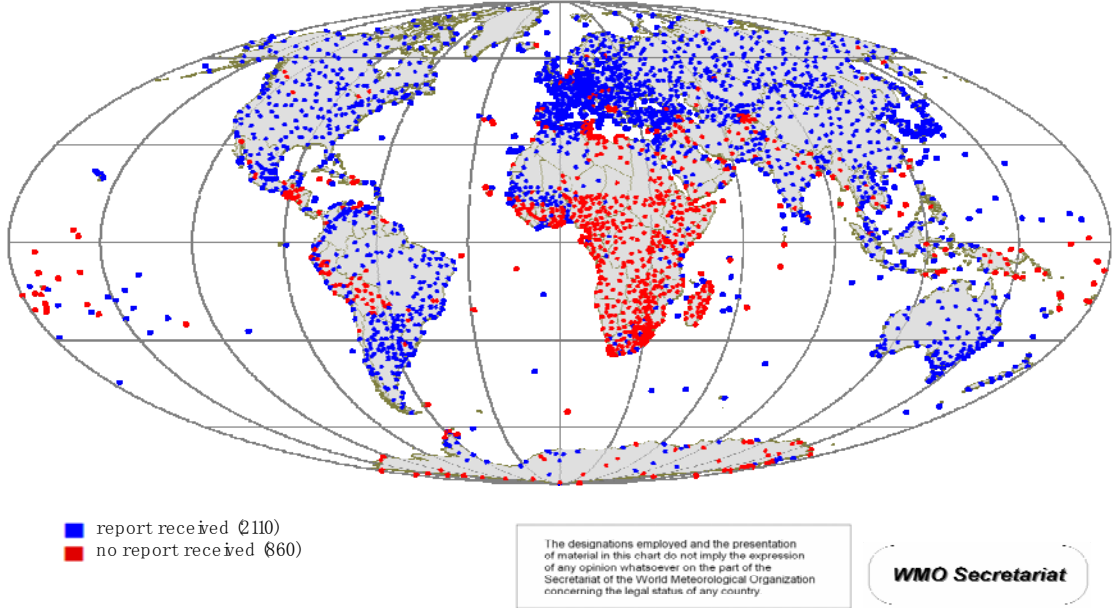 report received (2110)
no report received (860)
The designations employed and the presentation
of material in this chart do not imply the expression
of any opinion whatsoever on the part of the
Secretariat of the World Meteorological Organization
concerning the legal status of any country.
WMO Secretariat